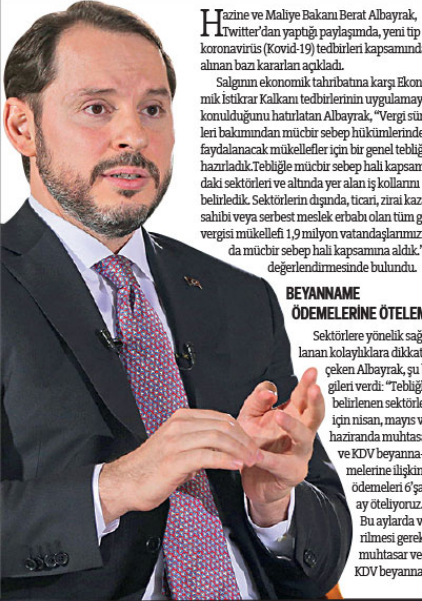 Hazine ve Maliye Bakanı Berat Albayrak,
Twitter'dan yaptığı paylaşımda, yeni tip
koronavirüs (Kovid-19) tedbirleri kapsamında
alınan bazı kararları açıkladı.
Salgının ekonomik tahribatına karşı Ekon
mik İstikrar Kalkanı tedbirlerinin uygulamay
konulduğunu hatırlatan Albayrak, “Vergi sür
leri bakımından mücbir sebep hükümlerinde
faydalanacak mükellefler için bir genel tebliğ
hazırladık.Tebliğle mücbir sebep hali kapsam
daki sektörleri ve altında yer alan iş kollarını
belirledik. Sektörlerin dışında, ticari, zirai kaz
sahibi veya serbest meslek erbabı olan tüm g
vergisi mükellefi 1,9 milyon vatandaşlarımız
da mücbir sebep hali kapsamına aldık.”
değerlendirmesinde bulundu.
BEYANNAME
ÖDEMELERİNE ÖTELEM
Sektörlere yönelik sağ
lanan kolaylıklara dikkat
çeken Albayrak, şu b
gileri verdi: “Tebliğ
belirlenen sektörle
için nisan, mayıs v
haziranda muhtasa
ve KDV beyanna-
melerine ilişkin
ödemeleri 6'şa
ay öteliyoruz.
Bu aylarda v
rilmesi gerek
muhtasar ve
KDV beyanna